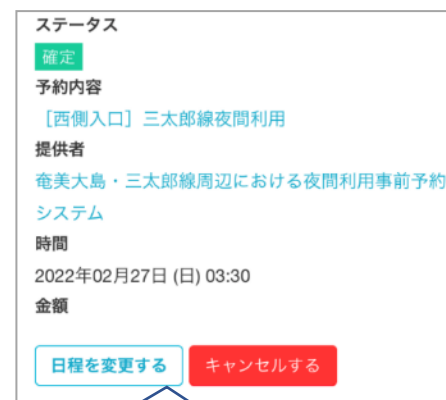 ステータス
確定
予約内容
［西側入口］三太郎線夜間利用
提供者
奄美大島・三太郎線周辺における夜間利用事前予約
システム
時間
2022年02月27日 (日) 03:30
金額
日程を変更する キャンセルする